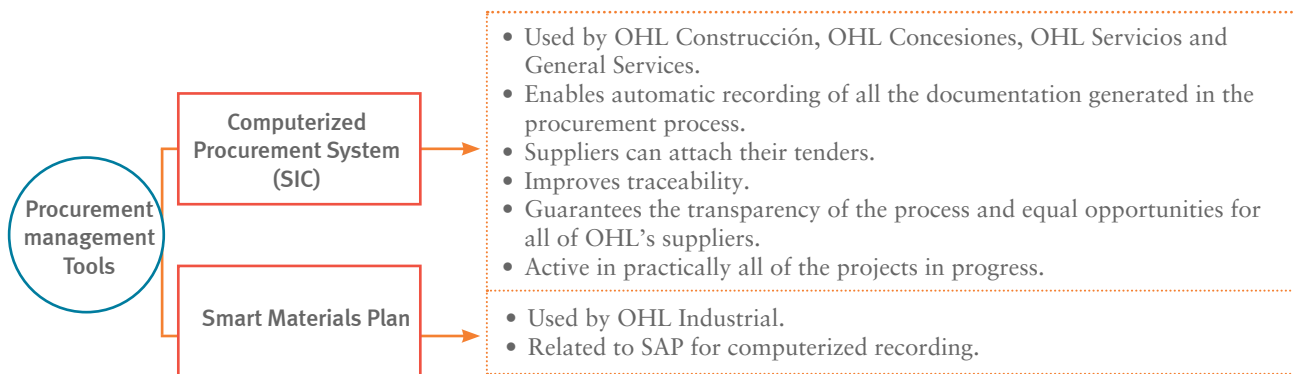 Procurement
management
Tools
Computerized
Procurement System
(SIC)
• Used by OHL Construcción, OHL Concesiones, OHL Servicios and
General Services.
• Enables automatic recording of all the documentation generated in the
procurement process.
• Suppliers can attach their tenders.
• Improves traceability.
• Guarantees the transparency of the process and equal opportunities for
all of OHL’s suppliers.
• Active in practically all of the projects in progress.
Smart Materials Plan
• Used by OHL Industrial.
• Related to SAP for computerized recording.